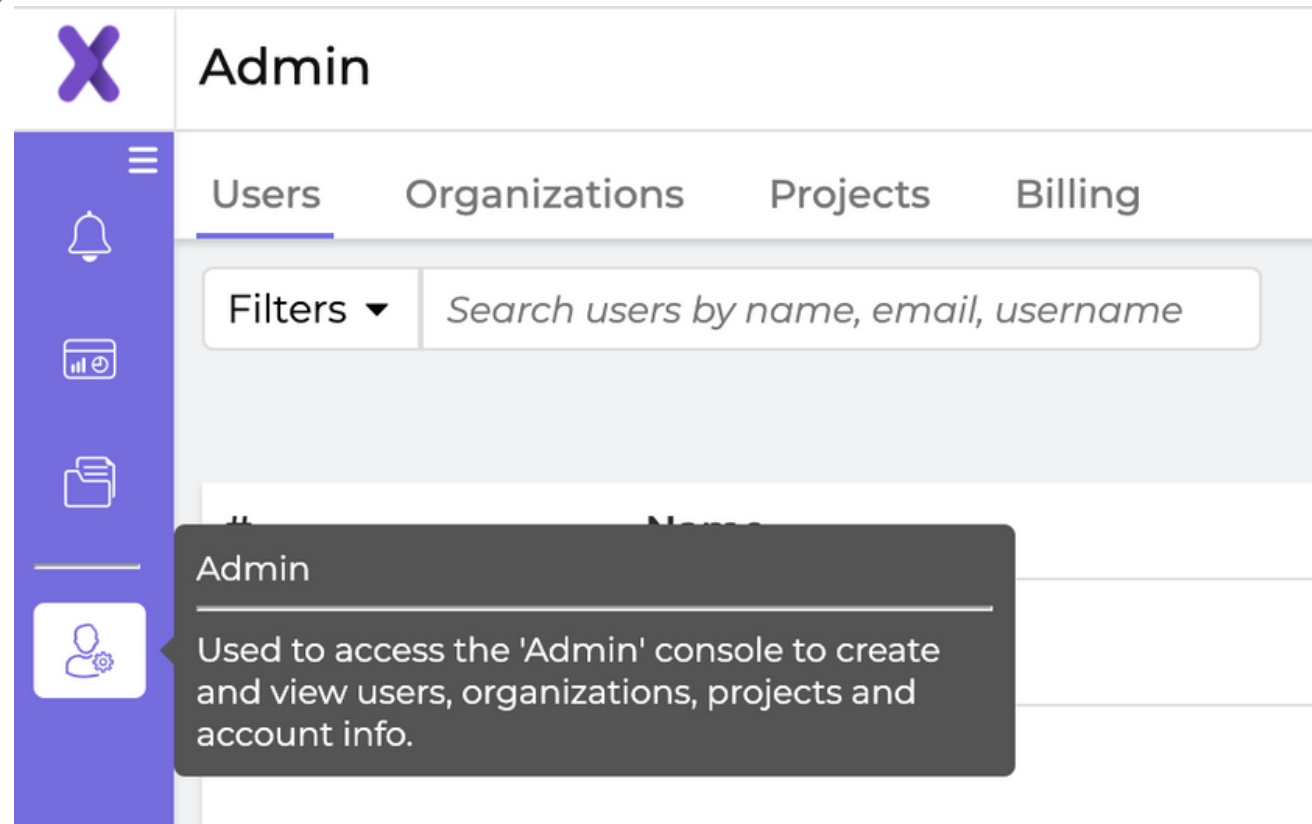 Admin
Users Organizations Projects Billing
Filters Search users by name, email, username
# Name
Admin
Used to access the 'Admin' console to create
and view users, organizations, projects and
account info.